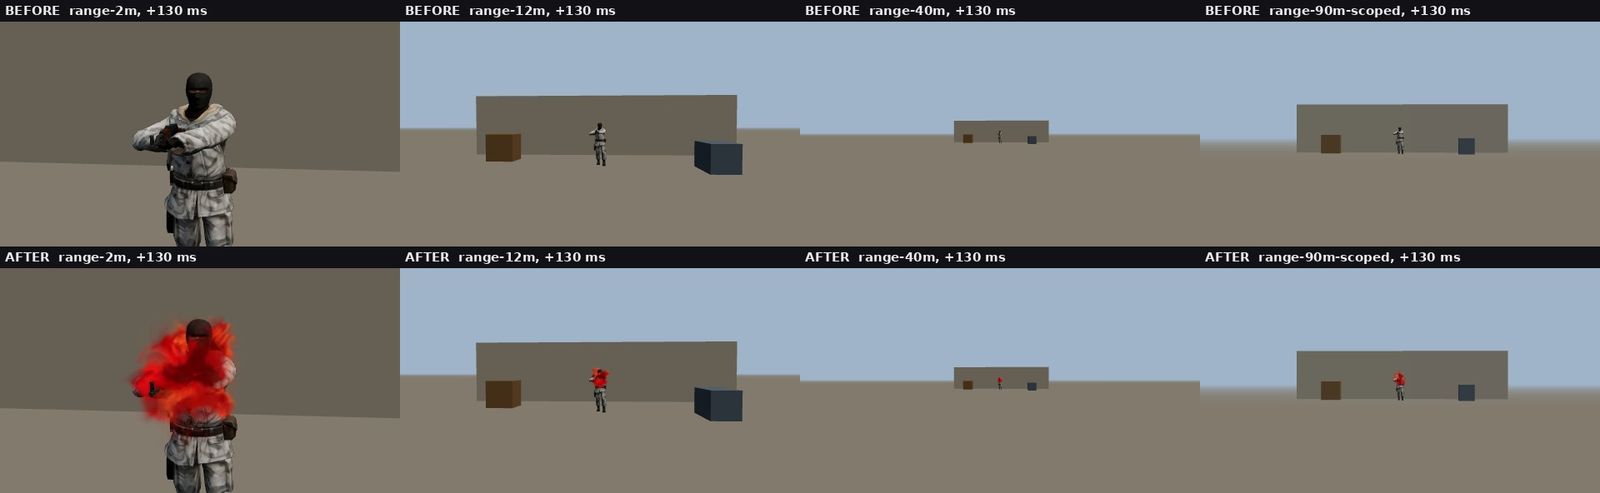 BEFORE range-2m, +130 ms
BEFORE range-12m, +130 ms
BEFORE range-40m, +130 ms
BEFORE range-90m-scoped, +130 ms
AFTER range-2m, +130 ms
AFTER range-12m, +130 ms
AFTER range-40m, +130 ms
AFTER range-90m-scoped, +130 ms